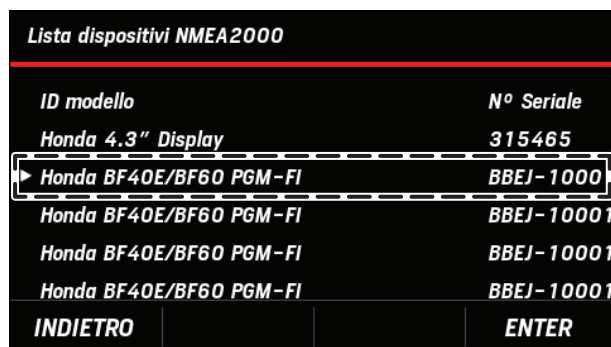 Lista dispositivi NMEA2000
ID modello Nº Seriale
Honda 4.3" Display 315465
Honda BF40E/BF60 PGM-FI BBEJ-1000
Honda BF40E/BF60 PGM-FI BBEJ-10001
Honda BF40E/BF60 PGM-FI BBEJ-10001
Honda BF40E/BF60 PGM-FI BBEJ-10001
INDIETRO ENTER